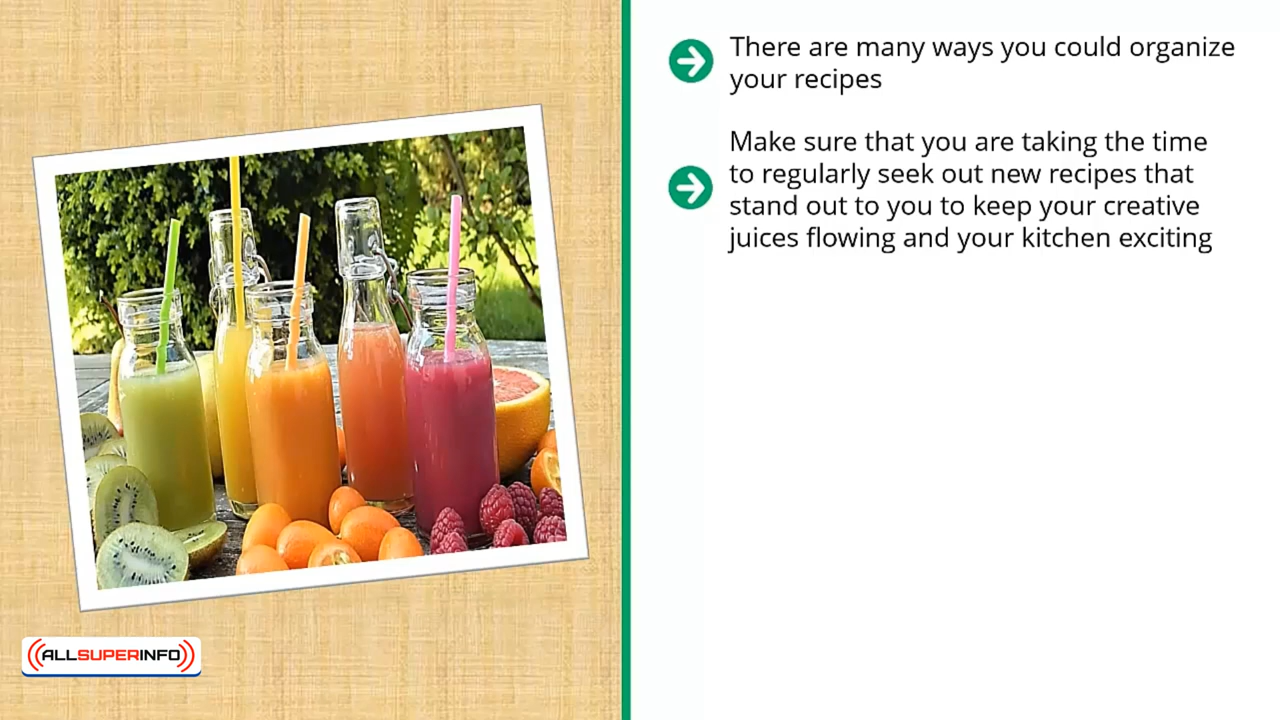 There are many ways you could organize
your recipes
Make sure that you are taking the time
to regularly seek out new recipes that
stand out to you to keep your creative
juices flowing and your kitchen exciting
((ALLSUPERINFO))